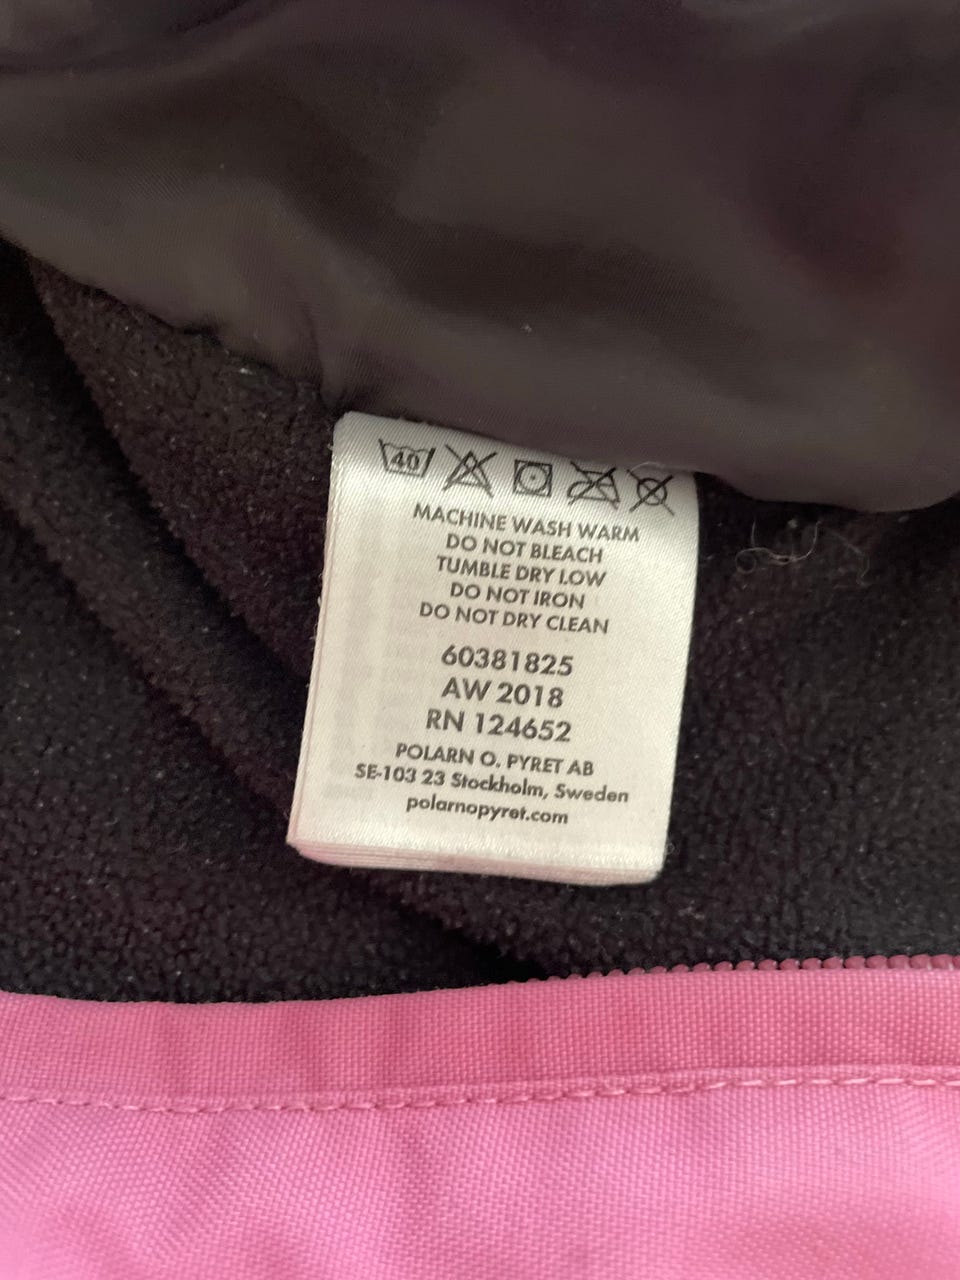 40
MACHINE WASH WARM
DO NOT BLEACH
TUMBLE DRY LOW
DO NOT IRON
DO NOT DRY CLEAN
60381825
AW 2018
RN 124652
POLARN O. PYRET AB
SE-103 23 Stockholm, Sweden
polarnopyret.com